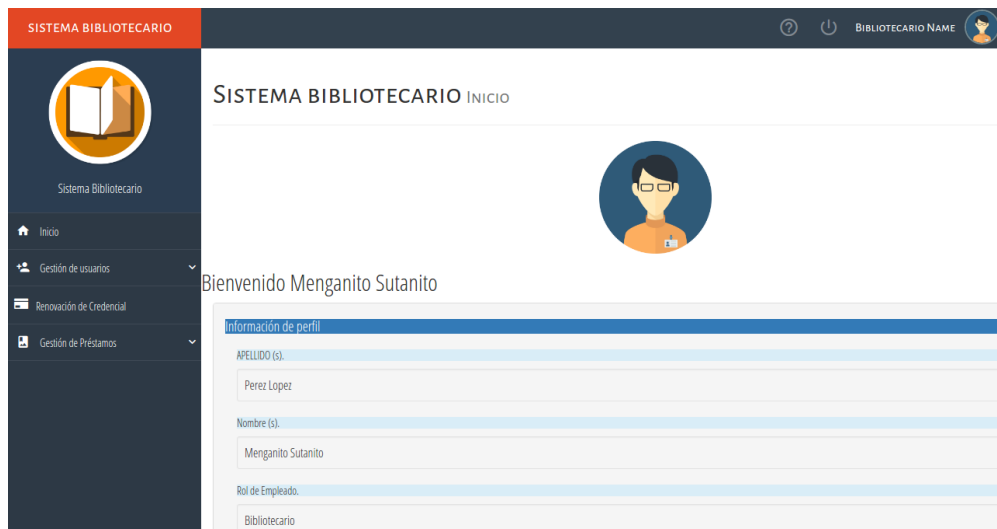 SISTEMA BIBLIOTECARIO
BIBLIOTECARIO NAME
Sistema Bibliotecario
Inicio
Gestión de usuarios
Renovación de Credencial
Gestión de Préstamos
SISTEMA BIBLIOTECARIO INICIO
Bienvenido Menganito Sutanito
Información de perfil
APELLIDO (s).
Perez Lopez
Nombre (s).
Menganito Sutanito
Rol de Empleado.
Bibliotecario